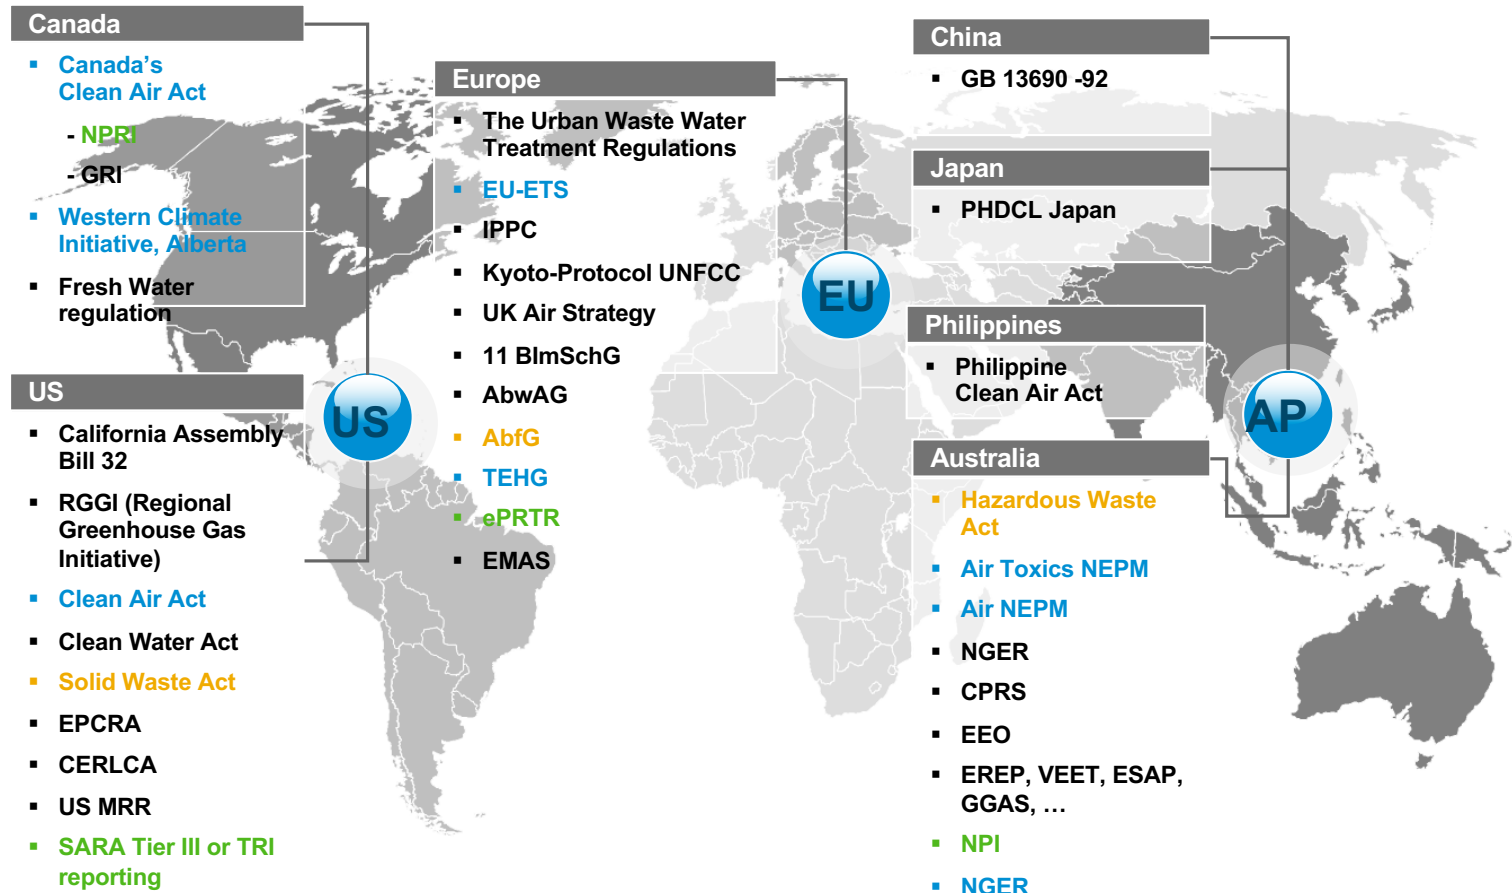 Canada
Canada's
Clean Air Act
- NPRI
- GRI
Western Climate
Initiative, Alberta
Fresh Water
regulation
US
California Assembly
Bill 32
RGGI (Regional
Greenhouse Gas
Initiative)
Clean Air Act
Clean Water Act
Solid Waste Act
EPCRA
CERLCA
US MRR
SARA Tier III or TRI
reporting
US
Europe
The Urban Waste Water
Treatment Regulations
EU-ETS
IPPC
Kyoto-Protocol UNFCC
UK Air Strategy
11 BImSchG
AbwAG
AbfG
TEHG
ePRTR
EMAS
EU
China
GB 13690 -92
Japan
PHDCL Japan
Philippines
Philippine
Clean Air Act
AP
Australia
Hazardous Waste
Act
Air Toxics NEPM
Air NEPM
NGER
CPRS
EEO
EREP, VEET, ESAP,
GGAS, …
NPI
NGER